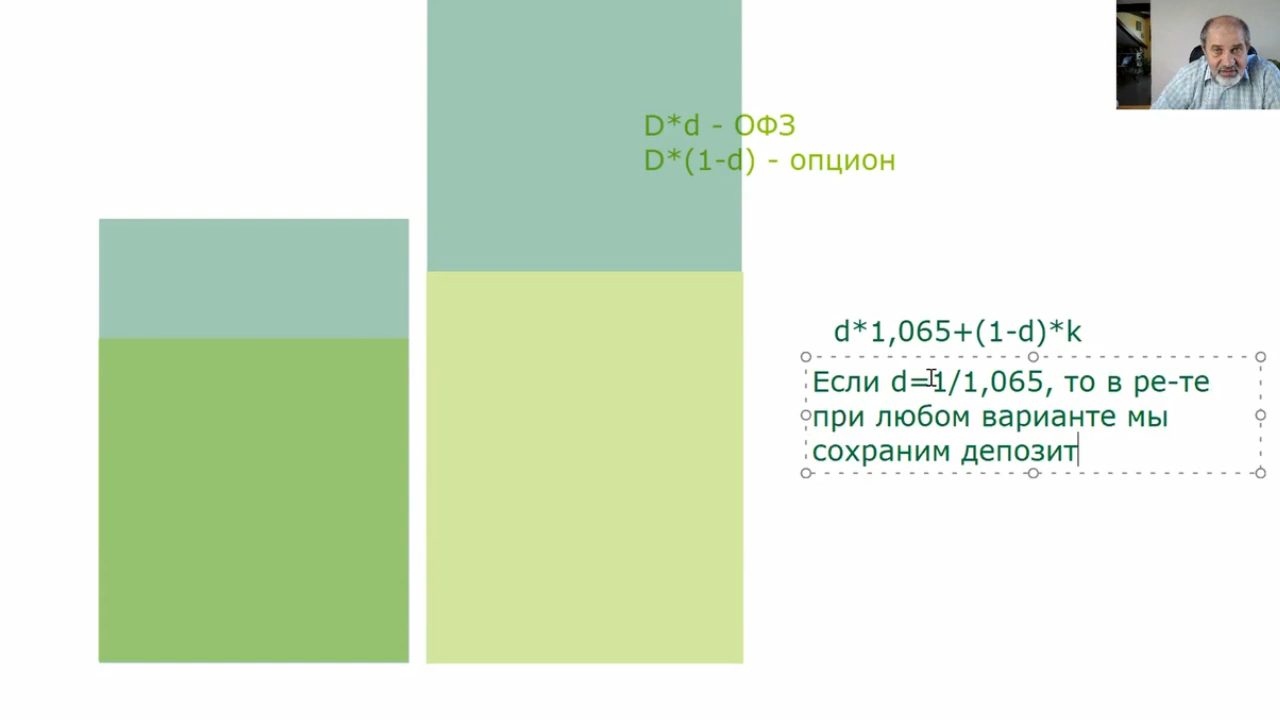 D*d - ОФЗ
D*(1-d) - опцион
d*1,065+(1-d)*k
Если d=1/1,065, то в ре-те
при любом варианте мы
сохраним депозит